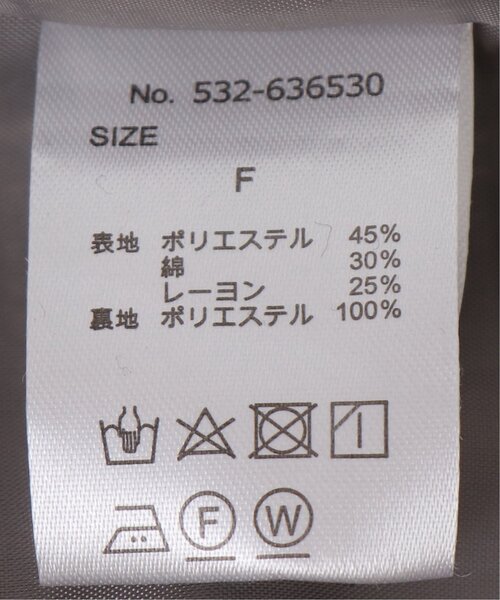 No. 532-636530
SIZE
F
表地 ポリエステル 45%
綿 30%
レーヨン 25%
裏地 ポリエステル 100%
F W